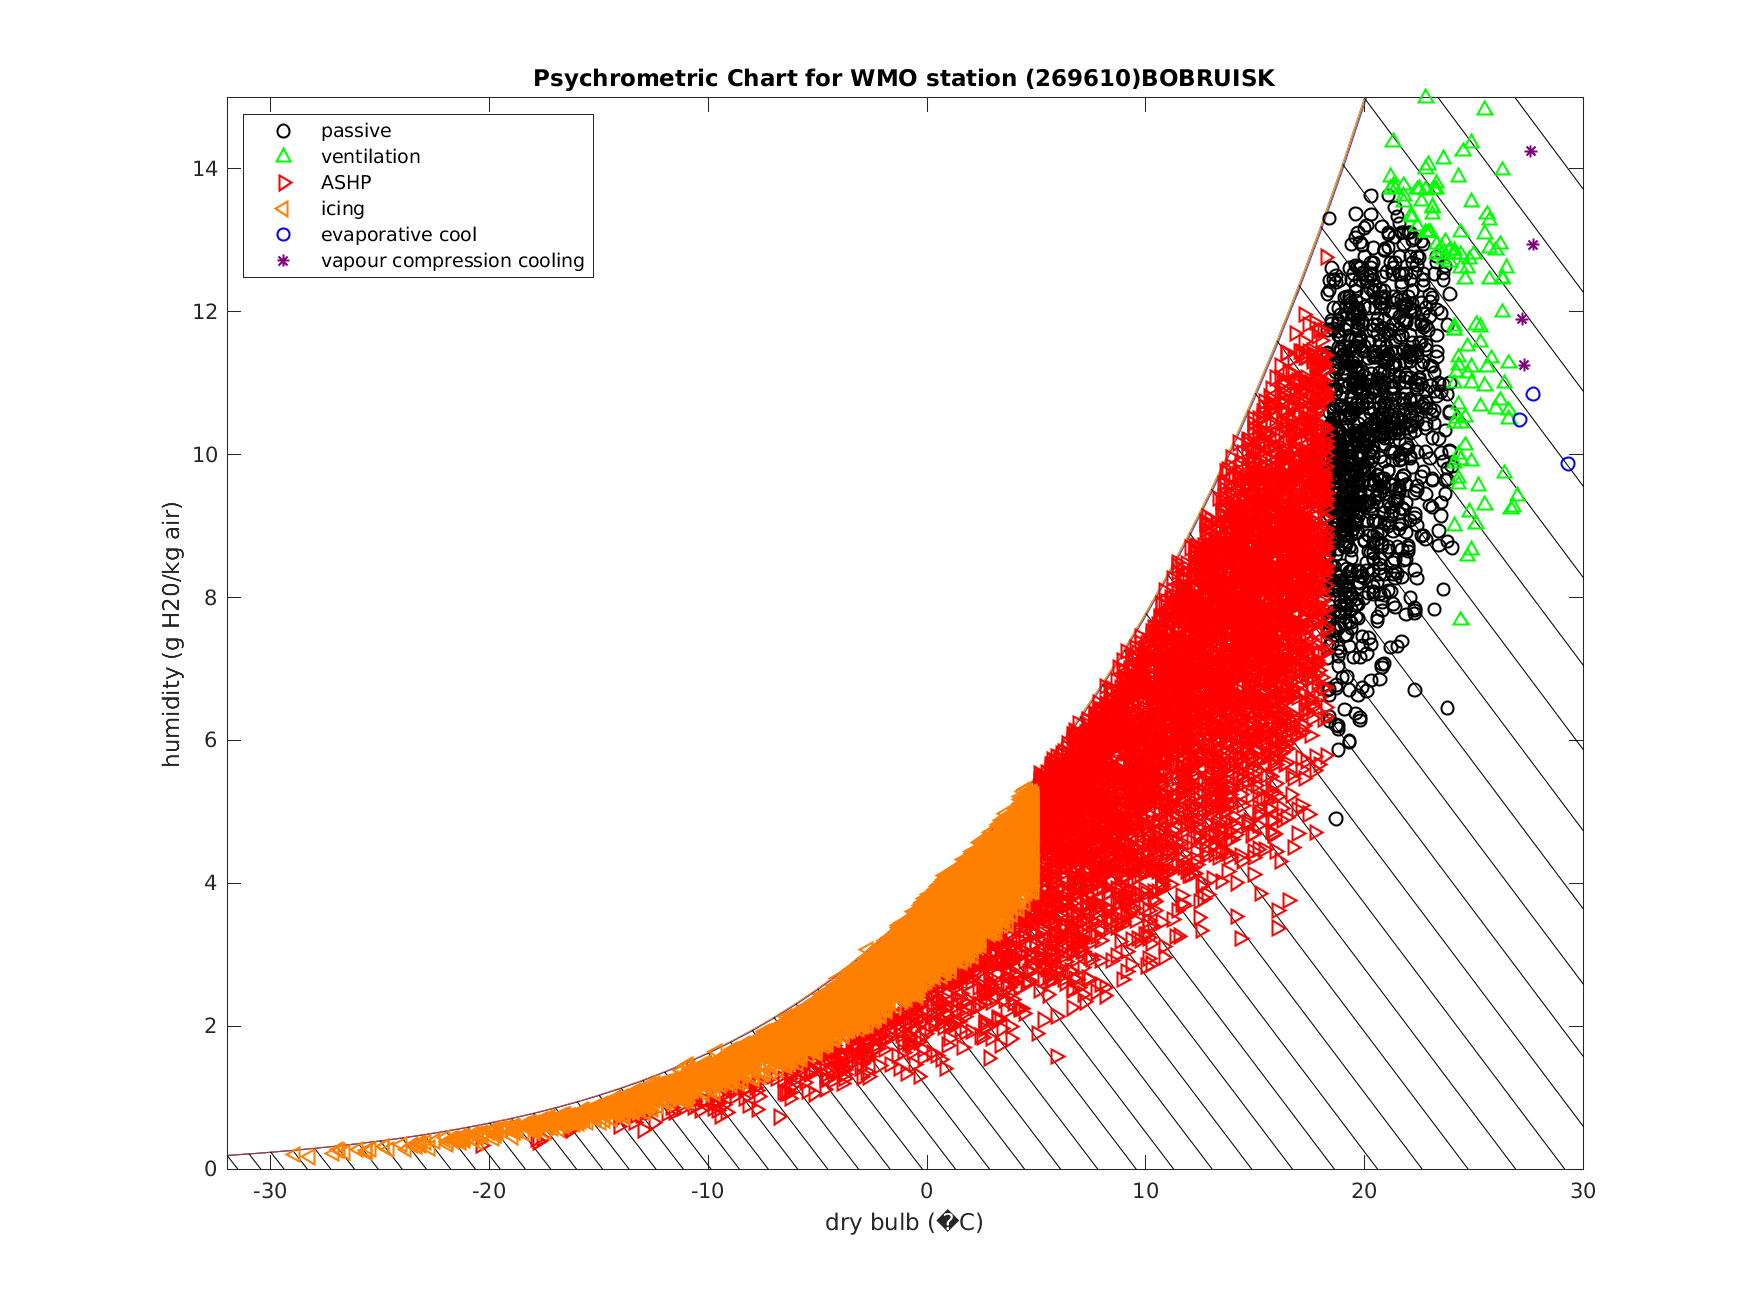 Psychrometric Chart for WMO station (269610)BOBRUISK
passive
ventilation
ASHP
icing
evaporative cool
vapour compression cooling
14
12
10
8
6
4
2
0
humidity (g H20/kg air)
-30 -20 -10 0 10 20 30
dry bulb (�C)